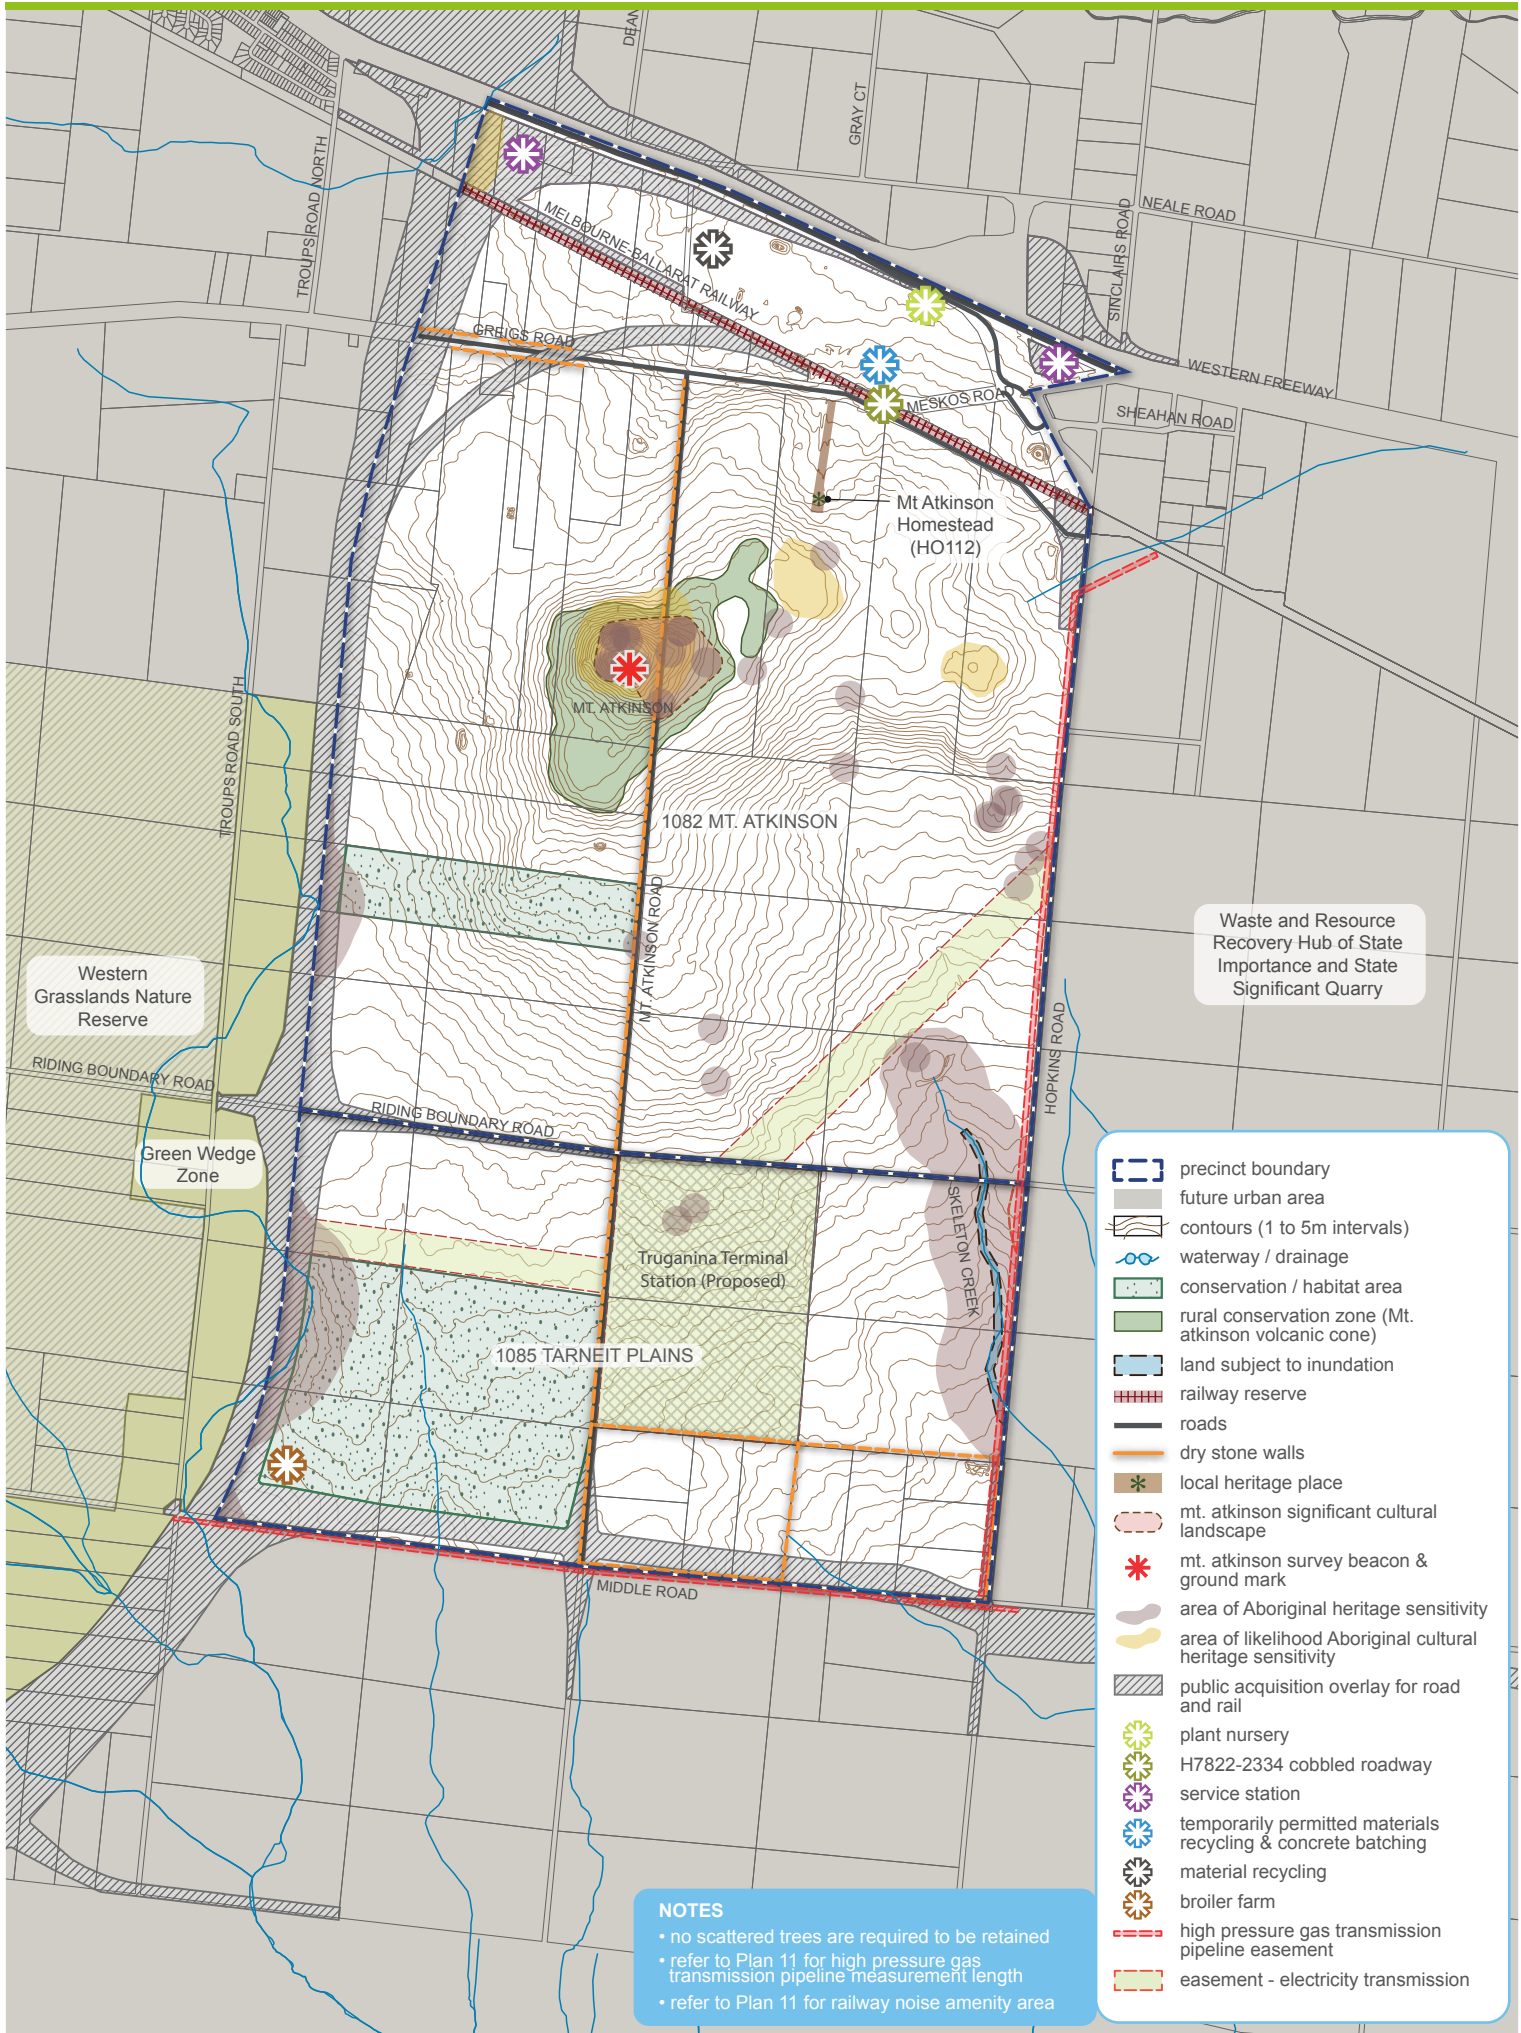 DEAN
GRAY CT
TROUPS ROAD NORTH
NEALE ROAD
SINCLAIRS ROAD
MELBOURNE-BALLARAT RAILWAY
GREIGS ROAD
WESTERN FREEWAY
MESKOS ROAD
SHEAHAN ROAD
Mt Atkinson
Homestead
(HO112)
TROUPS ROAD SOUTH
MT. ATKINSON
1082 MT. ATKINSON
MT. ATKINSON ROAD
Waste and Resource
Recovery Hub of State
Importance and State
Significant Quarry
Western
Grasslands Nature
Reserve
HOPKINS ROAD
RIDING BOUNDARY ROAD
RIDING BOUNDARY ROAD
Green Wedge
Zone
SKELETON CREEK
Truganina Terminal
Station (Proposed)
1085 TARNEIT PLAINS
MIDDLE ROAD
precinct boundary
future urban area
contours (1 to 5m intervals)
waterway / drainage
conservation / habitat area
rural conservation zone (Mt.
atkinson volcanic cone)
land subject to inundation
railway reserve
roads
dry stone walls
local heritage place
mt. atkinson significant cultural
landscape
mt. atkinson survey beacon &
ground mark
area of Aboriginal heritage sensitivity
area of likelihood Aboriginal cultural
heritage sensitivity
public acquisition overlay for road
and rail
plant nursery
H7822-2334 cobbled roadway
service station
temporarily permitted materials
recycling & concrete batching
material recycling
broiler farm
high pressure gas transmission
pipeline easement
easement - electricity transmission
NOTES
• no scattered trees are required to be retained
• refer to Plan 11 for high pressure gas
transmission pipeline measurement length
• refer to Plan 11 for railway noise amenity area